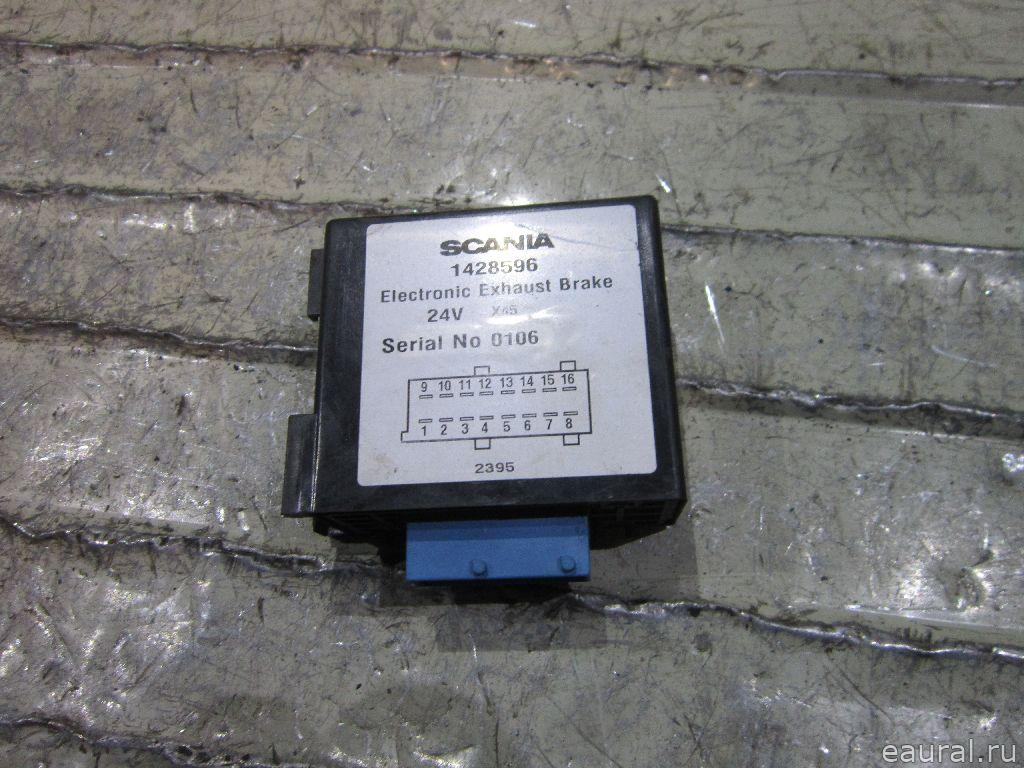 SCANIA
1428596
Electronic Exhaust Brake
24V X45
Serial No 0106
9 10 11 12 13 14 15 16
1 2 3 4 5 6 7 8
2395
eaural.ru